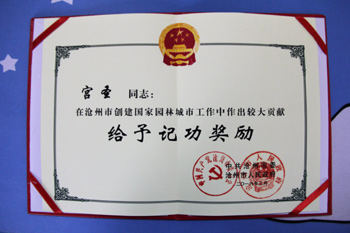 宫圣 同志：
在沧州市创建国家园林城市工作中作出较大贡献
给予记功奖励
中共沧州市委
沧州市人民政府